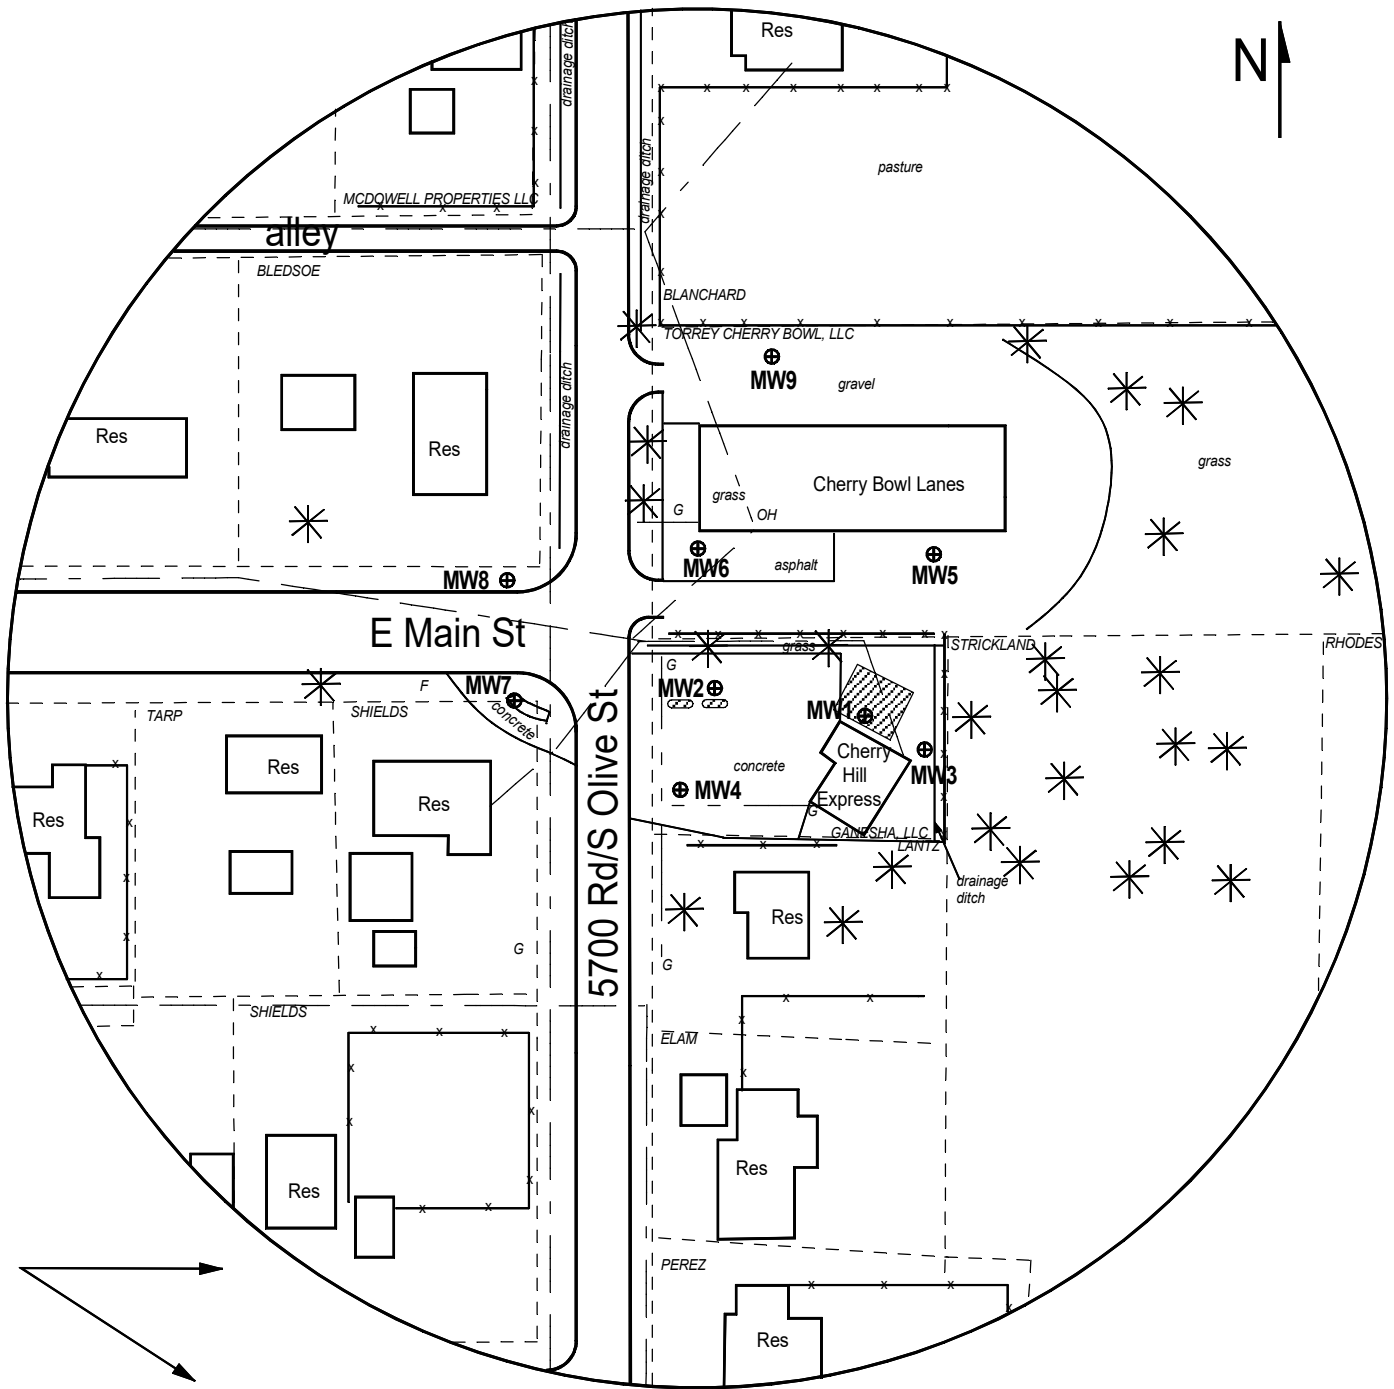 Res
N
drainage ditch
drainage ditch
pasture
MCDOWELL PROPERTIES LLC
alley
BLEDSOE
BLANCHARD
TORREY CHERRY BOWL, LLC
MW9
gravel
drainage ditch
Res
Res
grass
Cherry Bowl Lanes
grass
G
OH
MW8
MW6
asphalt
MW5
E Main St
grass
STRICKLAND
RHODES
G
F
MW7
MW2
TARP
SHIELDS
concrete
MW1
5700 Rd/S Olive St
Cherry
Hill
Express
concrete
MW3
Res
MW4
Res
Res
G
GANESHA, LLC
LANTZ
drainage
ditch
Res
G
G
SHIELDS
ELAM
Res
Res
PEREZ
Res